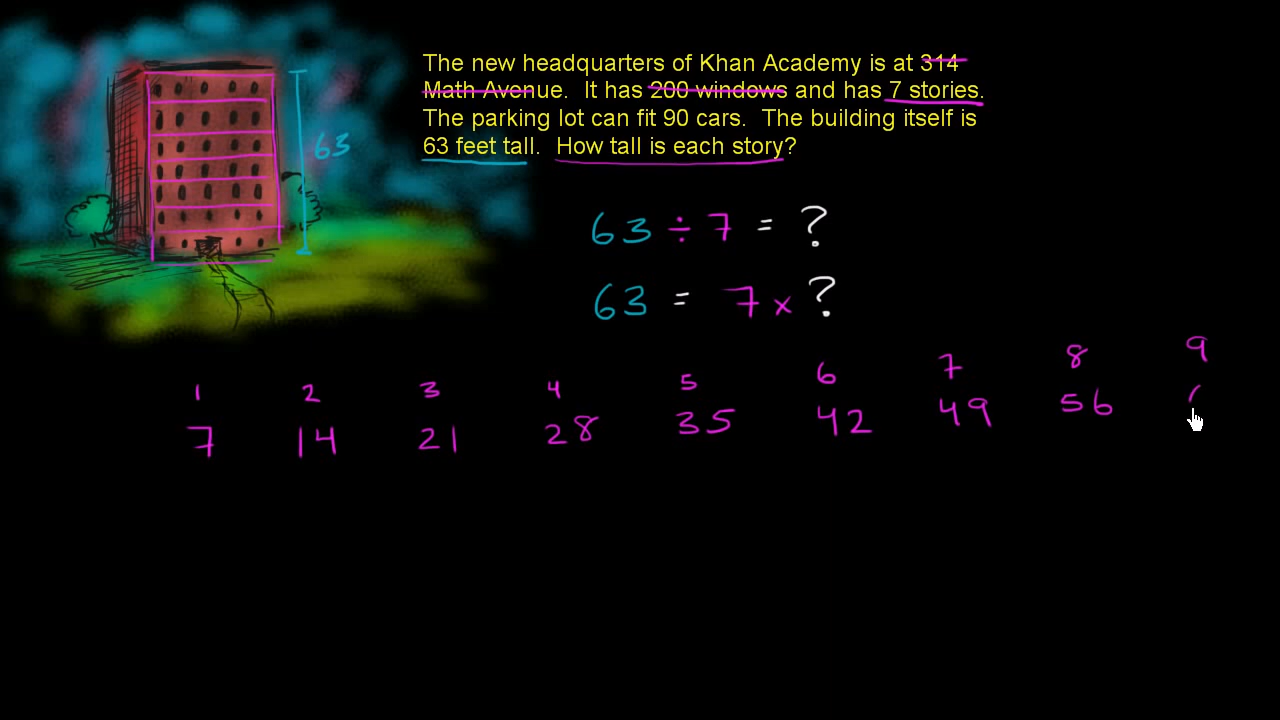 The new headquarters of Khan Academy is at 314
Math Avenue. It has 200 windows and has 7 stories.
The parking lot can fit 90 cars. The building itself is
63 feet tall. How tall is each story?
63
63 ÷ 7 = ?
63 = 7 x ?
1 2 3 4 5 6 7 8 9
7 14 21 28 35 42 49 56